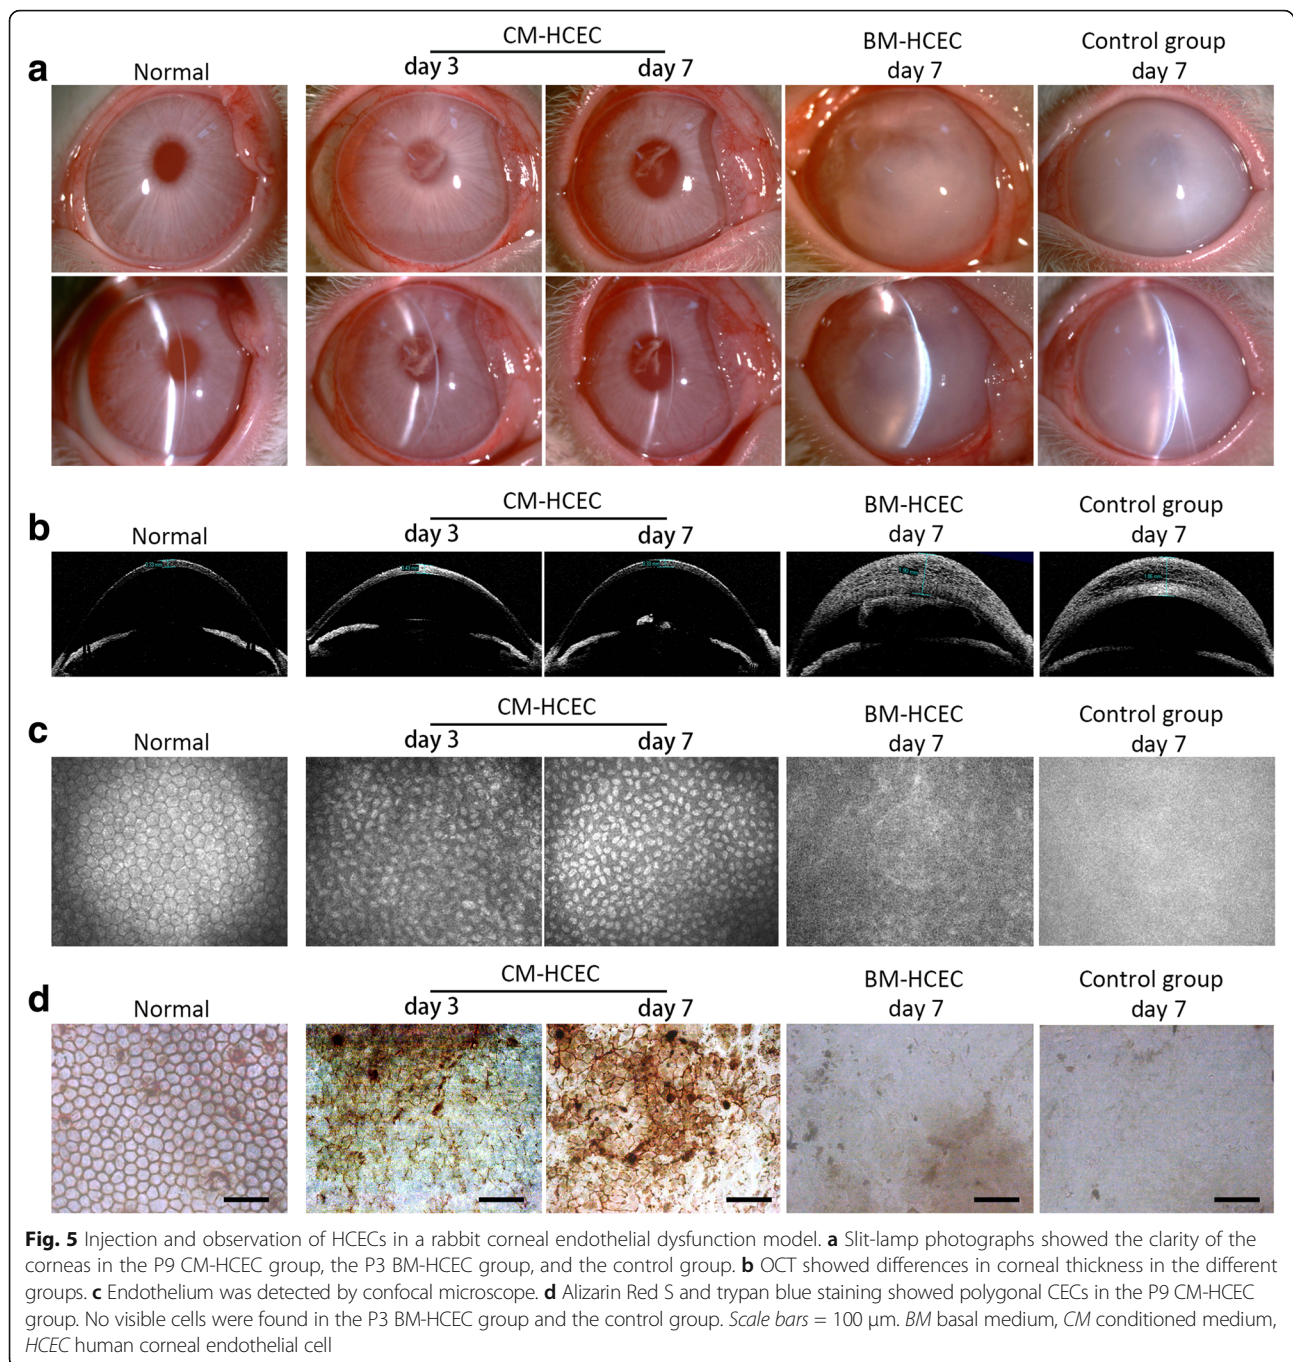 CM-HCEC
BM-HCEC
Control group
a
Normal
day 3
day 7
day 7
day 7
CM-HCEC
BM-HCEC
Control group
b
Normal
day 3
day 7
day 7
day 7
CM-HCEC
BM-HCEC
Control group
c
Normal
day 3
day 7
day 7
day 7
CM-HCEC
BM-HCEC
Control group
d
Normal
day 3
day 7
day 7
day 7
Fig. 5 Injection and observation of HCECs in a rabbit corneal endothelial dysfunction model. a Slit-lamp photographs showed the clarity of the
corneas in the P9 CM-HCEC group, the P3 BM-HCEC group, and the control group. b OCT showed differences in corneal thickness in the different
groups. c Endothelium was detected by confocal microscope. d Alizarin Red S and trypan blue staining showed polygonal CECs in the P9 CM-HCEC
group. No visible cells were found in the P3 BM-HCEC group and the control group. Scale bars = 100 μm. BM basal medium, CM conditioned medium,
HCEC human corneal endothelial cell